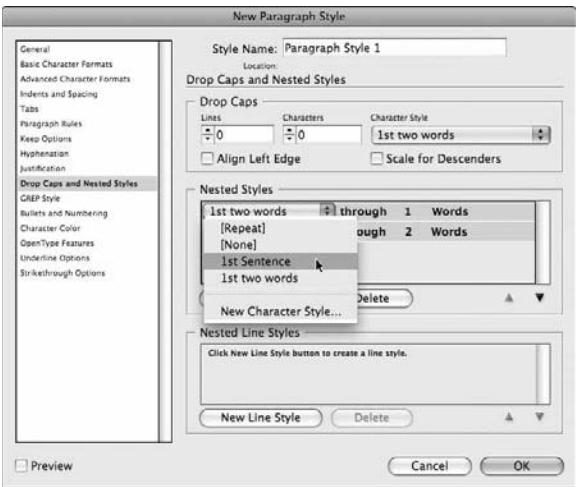 New Paragraph Style
General
Basic Character Formats
Advanced Character Formats
Indents and Spacing
Tabs
Paragraph Rules
Keep Options
Hyphenation
Justification
Drop Caps and Nested Styles
GREP Style
Bullets and Numbering
Character Color
OpenType Features
Underline Options
Strikethrough Options
Style Name: Paragraph Style 1
Location:
Drop Caps and Nested Styles
Drop Caps
Lines Characters Character Style
0 0 1st two words
Align Left Edge Scale for Descenders
Nested Styles
1st two words through 1 Words
ough 2 Words
[Repeat]
[None]
1st Sentence
1st two words
New Character Style...
Delete
Nested Line Styles
Click New Line Style button to create a line style.
New Line Style Delete
Preview Cancel OK